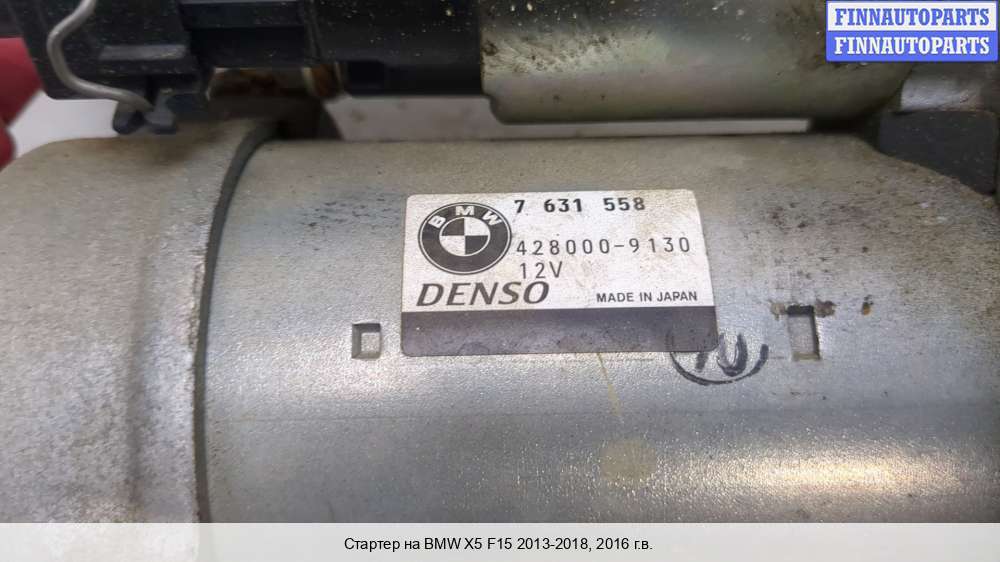 FINNAUTOPARTS
FINNAUTOPARTS
BMW
7 631 558
428000-9130
12V
DENSO
MADE IN JAPAN
Стартер на BMW X5 F15 2013-2018, 2016 г.в.